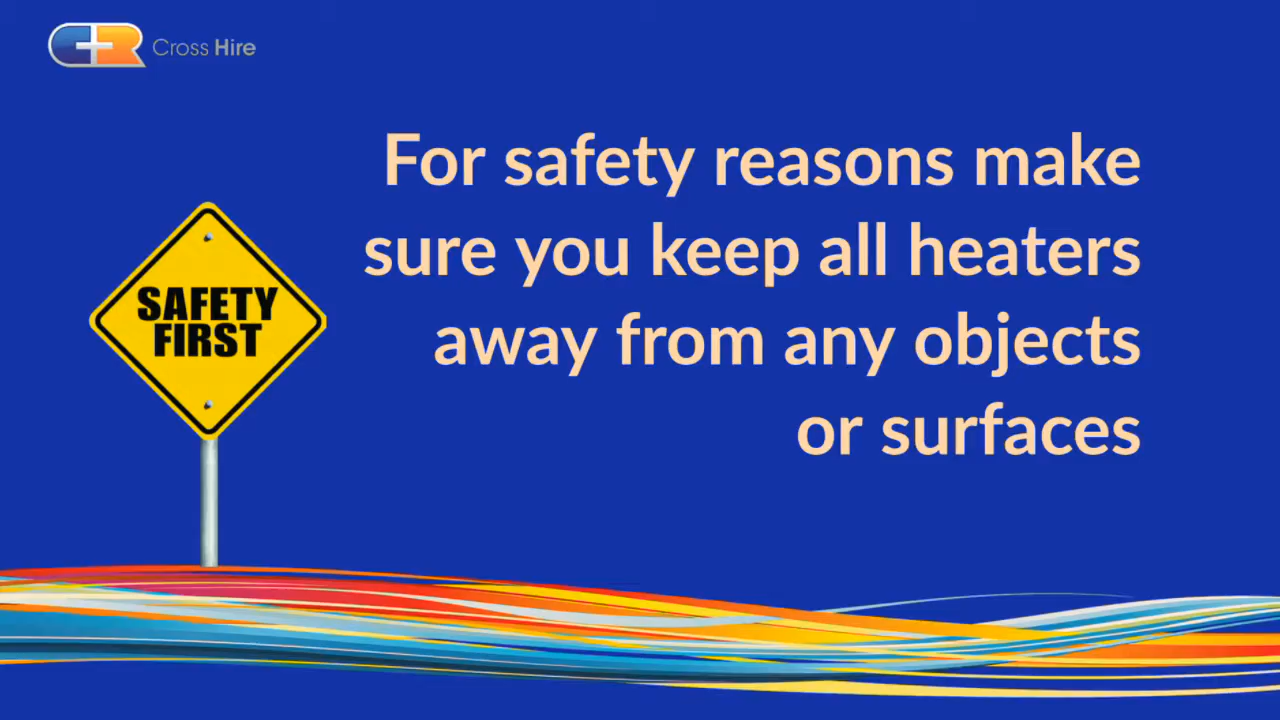 Cross Hire
For safety reasons make
sure you keep all heaters
away from any objects
or surfaces
SAFETY
FIRST